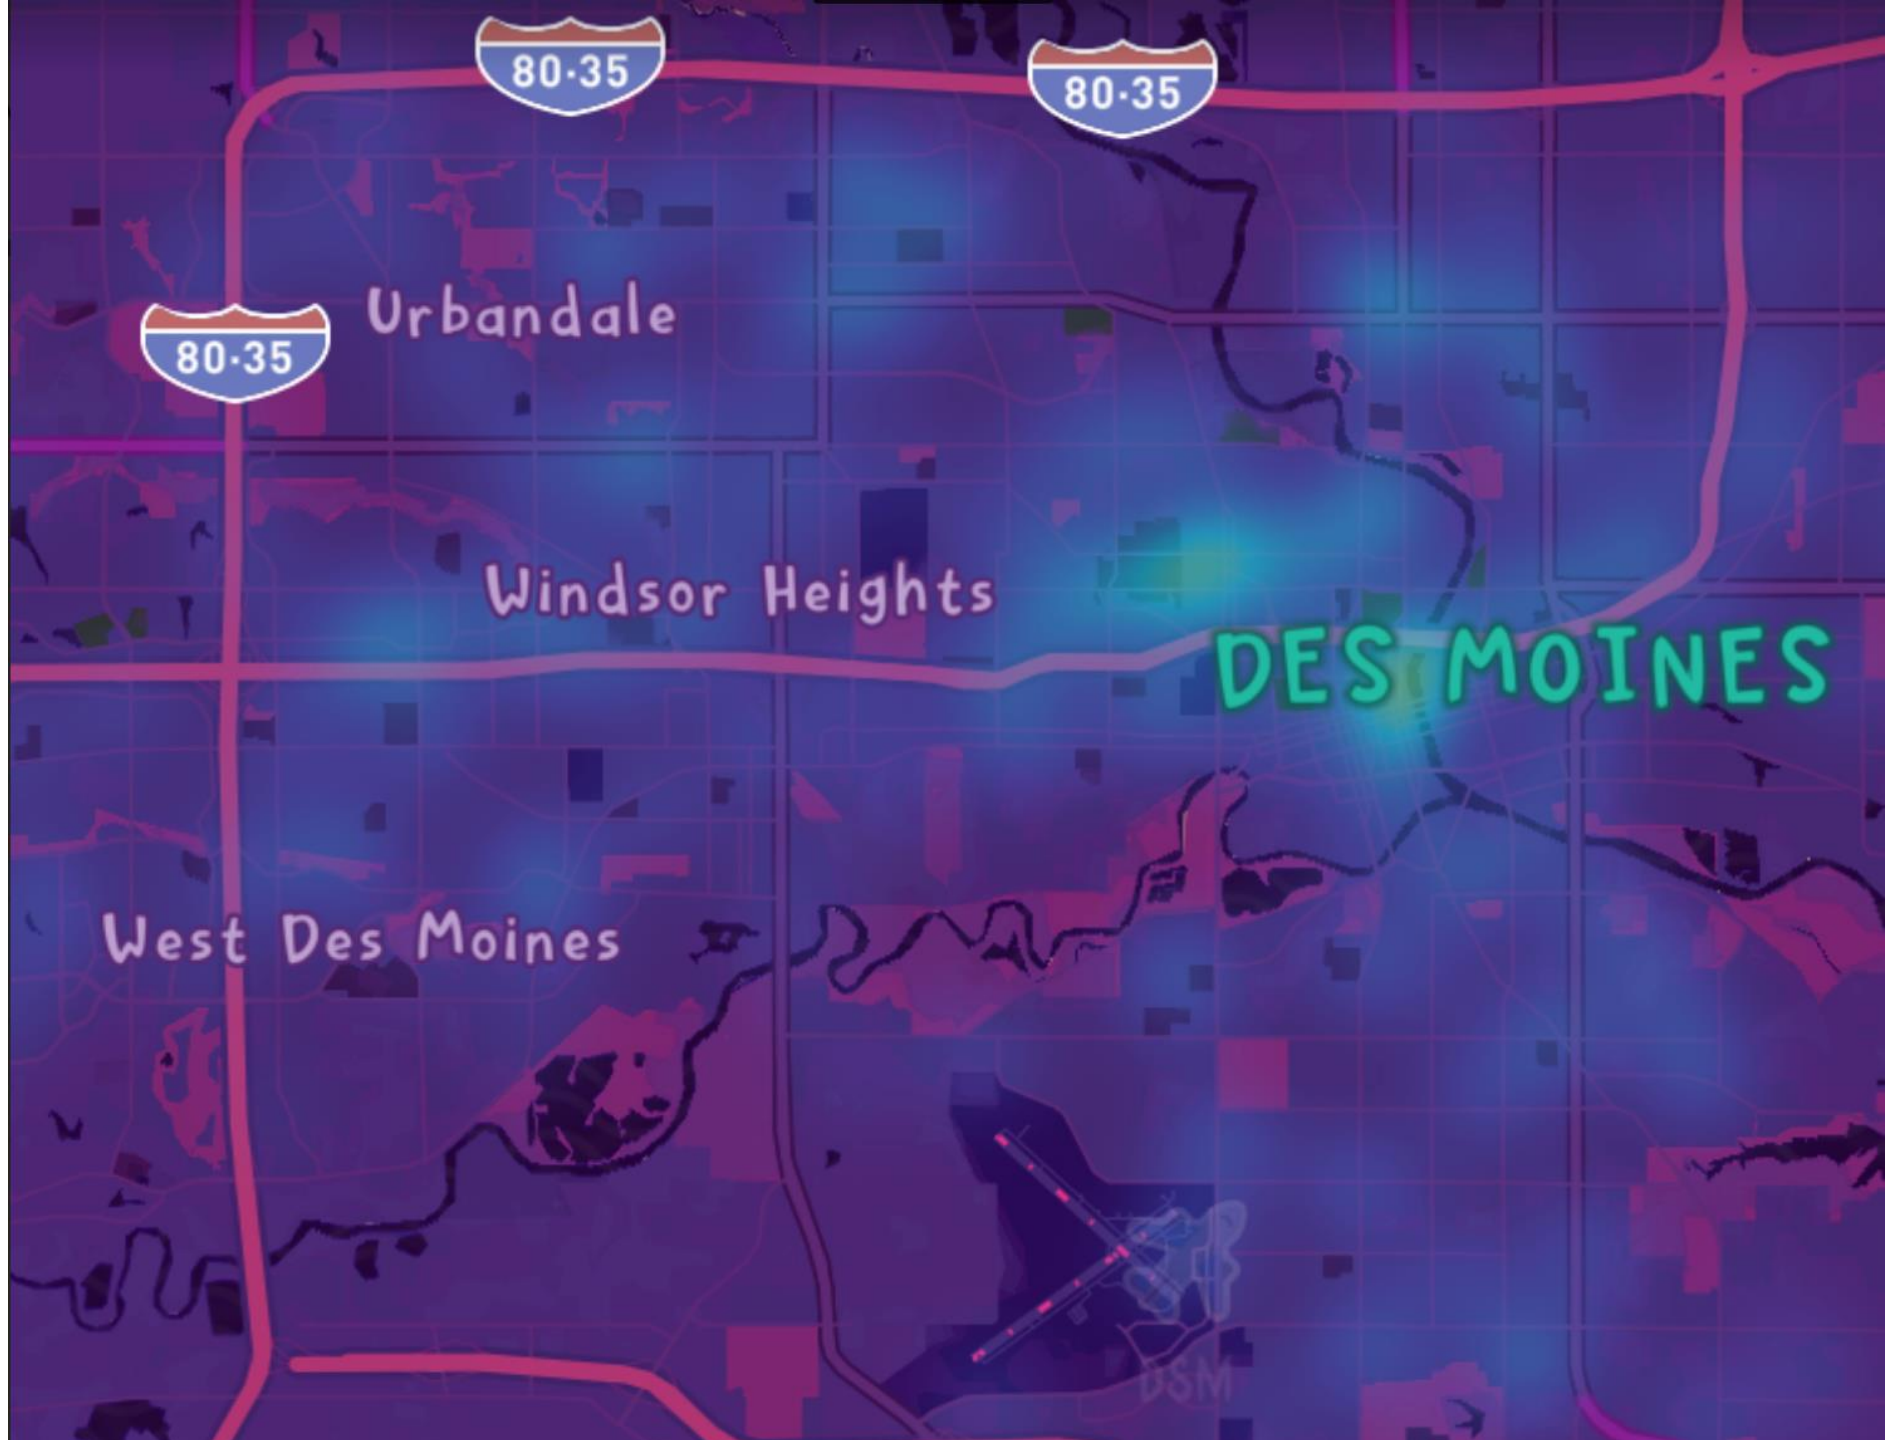 80·35
80·35
Urbandale
80·35
Windsor Heights
DES MOINES
West Des Moines
DSM